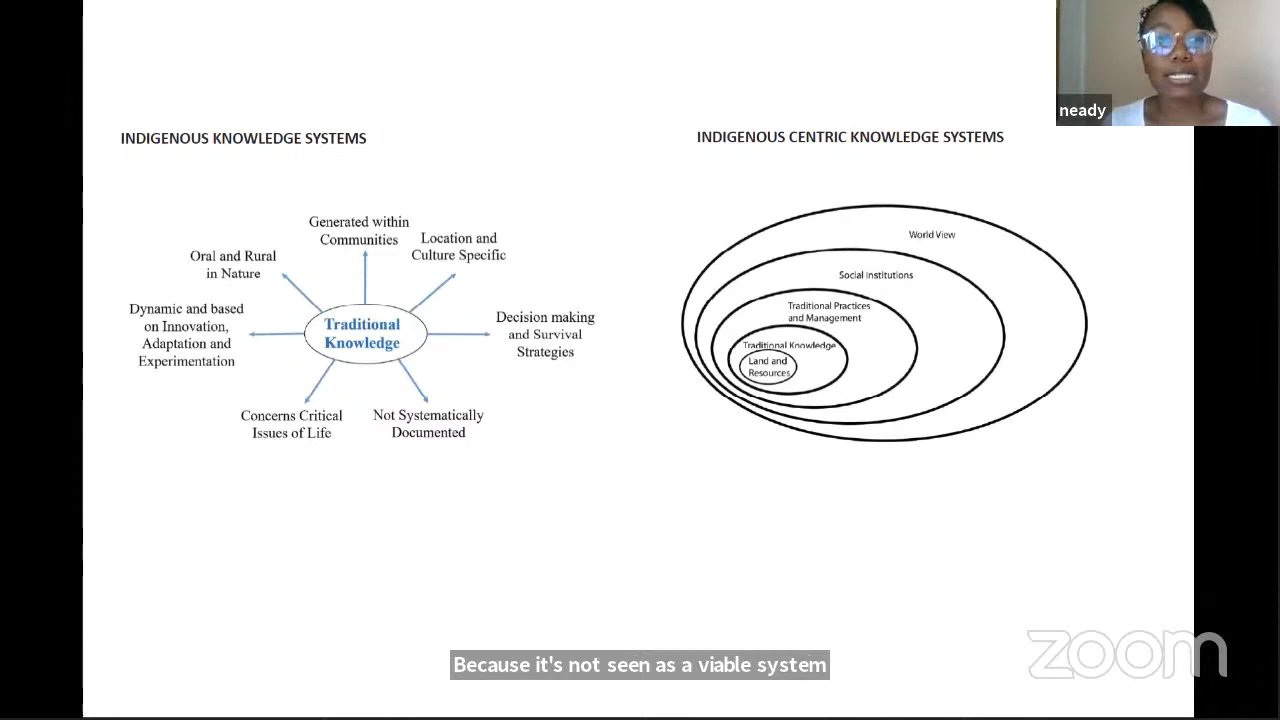 neady
INDIGENOUS KNOWLEDGE SYSTEMS
Generated within
Communities
Location and
Culture Specific
Oral and Rural
in Nature
Dynamic and based
on Innovation,
Adaptation and
Experimentation
Traditional
Knowledge
Decision making
and Survival
Strategies
Concerns Critical
Issues of Life
Not Systematically
Documented
INDIGENOUS CENTRIC KNOWLEDGE SYSTEMS
World View
Social Institutions
Traditional Practices
and Management
Traditional Knowledge
Land and
Resources
Because it's not seen as a viable system
zoom